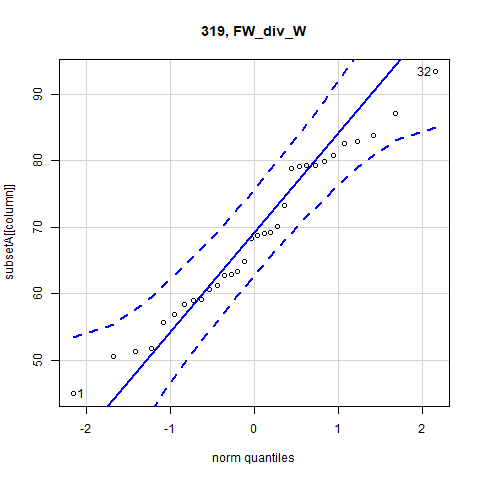 319, FW_div_W
subsetA[[column]]
90
80
70
60
50
32
1
-2 -1 0 1 2
norm quantiles